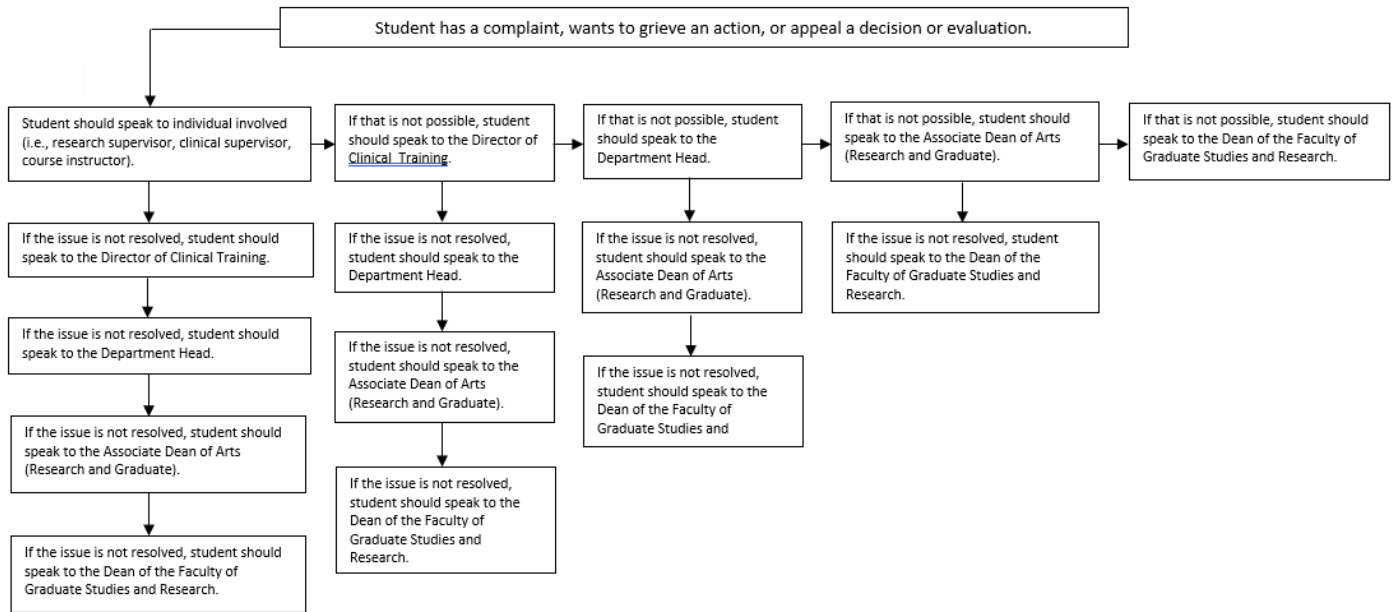 Student has a complaint, wants to grieve an action, or appeal a decision or evaluation.
Student should speak to individual involved
(i.e., research supervisor, clinical supervisor,
course instructor).
If that is not possible, student
should speak to the Director of
Clinical Training.
If that is not possible, student
should speak to the
Department Head.
If that is not possible, student should
speak to the Associate Dean of Arts
(Research and Graduate).
If that is not possible, student should
speak to the Dean of the Faculty of
Graduate Studies and Research.
If the issue is not resolved, student should
speak to the Director of Clinical Training.
If the issue is not resolved,
student should speak to the
Department Head.
If the issue is not resolved,
student should speak to the
Associate Dean of Arts
(Research and Graduate).
If the issue is not resolved, student
should speak to the Dean of the
Faculty of Graduate Studies and
Research.
If the issue is not resolved, student should
speak to the Department Head.
If the issue is not resolved,
student should speak to the
Associate Dean of Arts
(Research and Graduate).
If the issue is not resolved,
student should speak to the
Dean of the Faculty of
Graduate Studies and
If the issue is not resolved, student should
speak to the Associate Dean of Arts
(Research and Graduate).
If the issue is not resolved,
student should speak to the
Dean of the Faculty of
Graduate Studies and
Research.
If the issue is not resolved, student should
speak to the Dean of the Faculty of
Graduate Studies and Research.